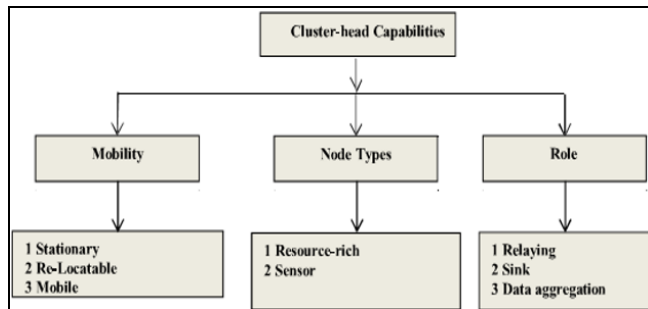 Cluster-head Capabilities
Mobility
Node Types
Role
1 Stationary
2 Re-Locatable
3 Mobile
1 Resource-rich
2 Sensor
1 Relaying
2 Sink
3 Data aggregation